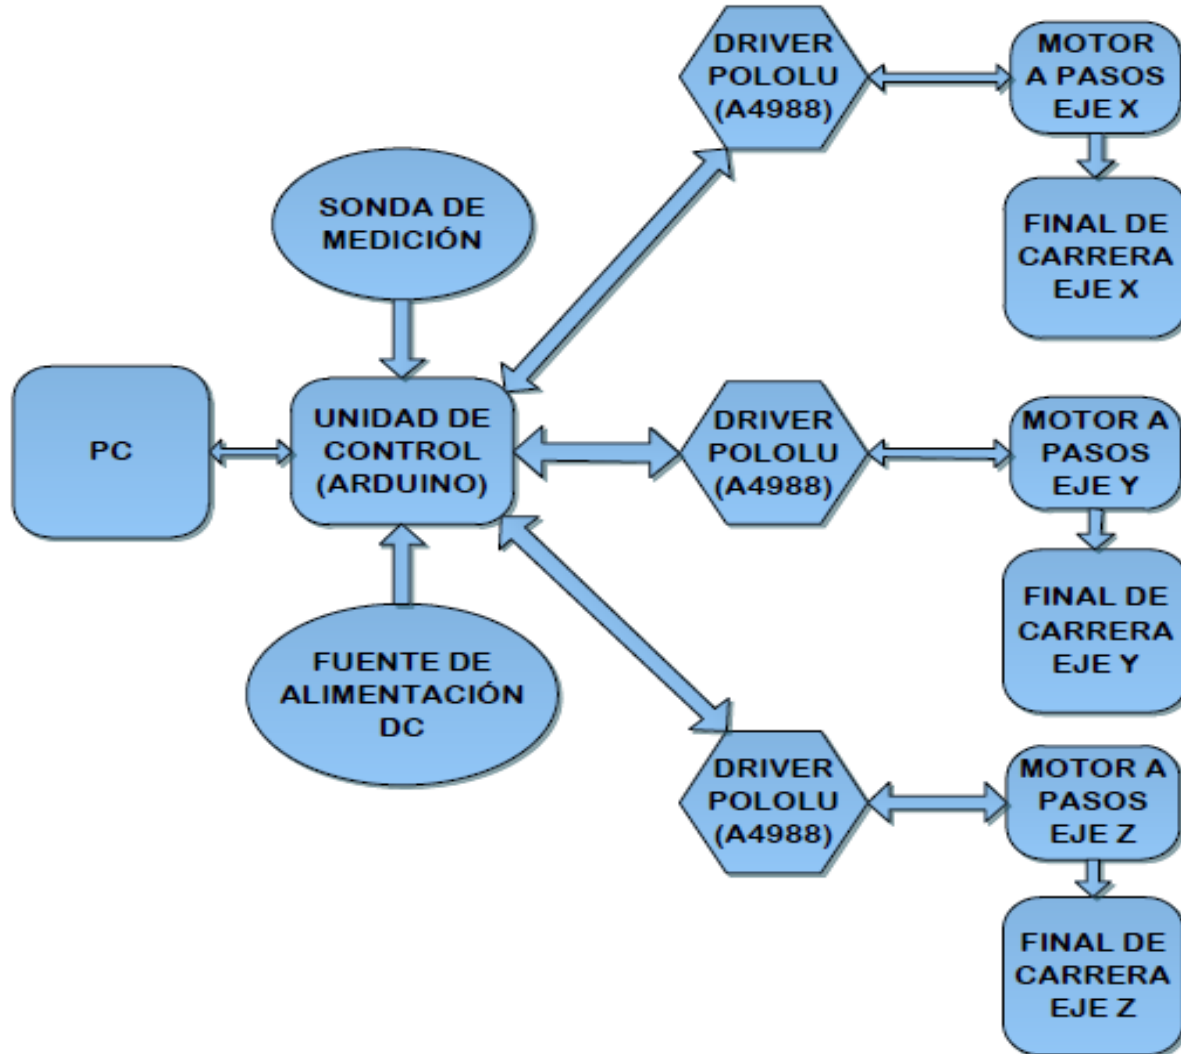 DRIVER
POLOLU
(A4988)
MOTOR
A PASOS
EJE X
FINAL DE
CARRERA
EJE X
SONDA DE
MEDICIÓN
PC
UNIDAD DE
CONTROL
(ARDUINO)
DRIVER
POLOLU
(A4988)
MOTOR A
PASOS
EJE Y
FINAL DE
CARRERA
EJE Y
FUENTE DE
ALIMENTACIÓN
DC
DRIVER
POLOLU
(A4988)
MOTOR A
PASOS
EJE Z
FINAL DE
CARRERA
EJE Z